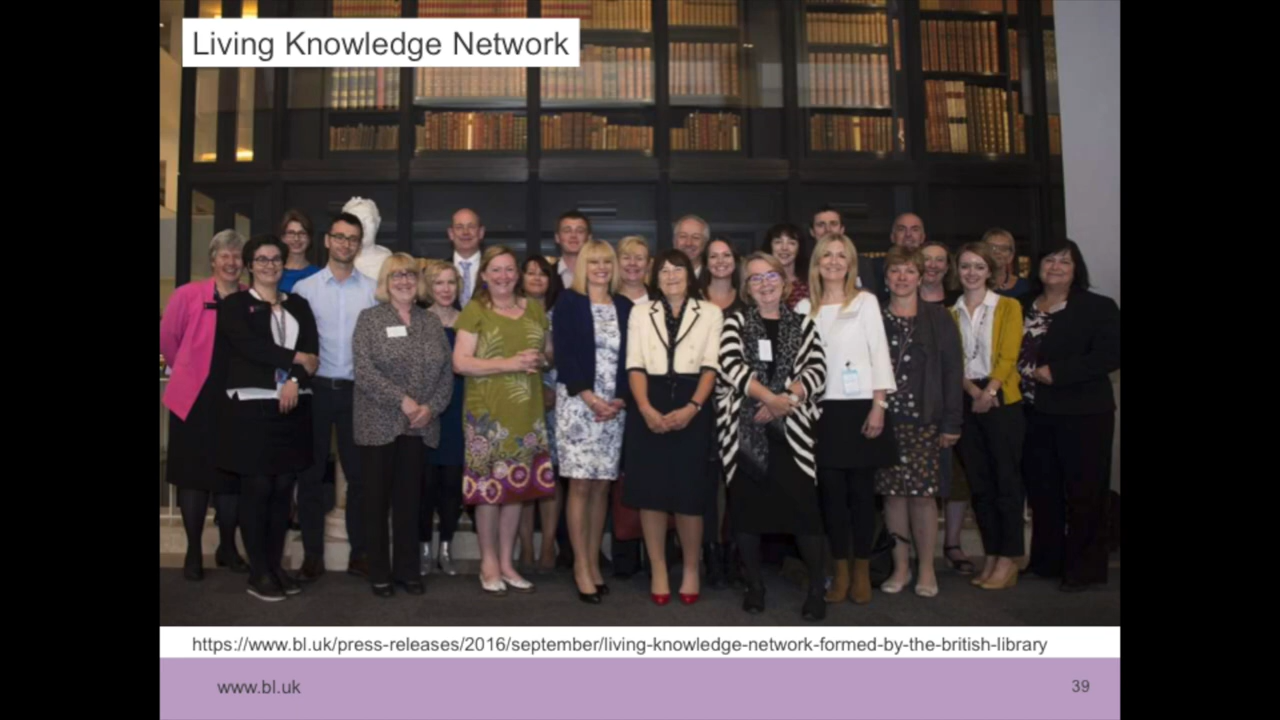 Living Knowledge Network
https://www.bl.uk/press-releases/2016/september/living-knowledge-network-formed-by-the-british-library
www.bl.uk
39